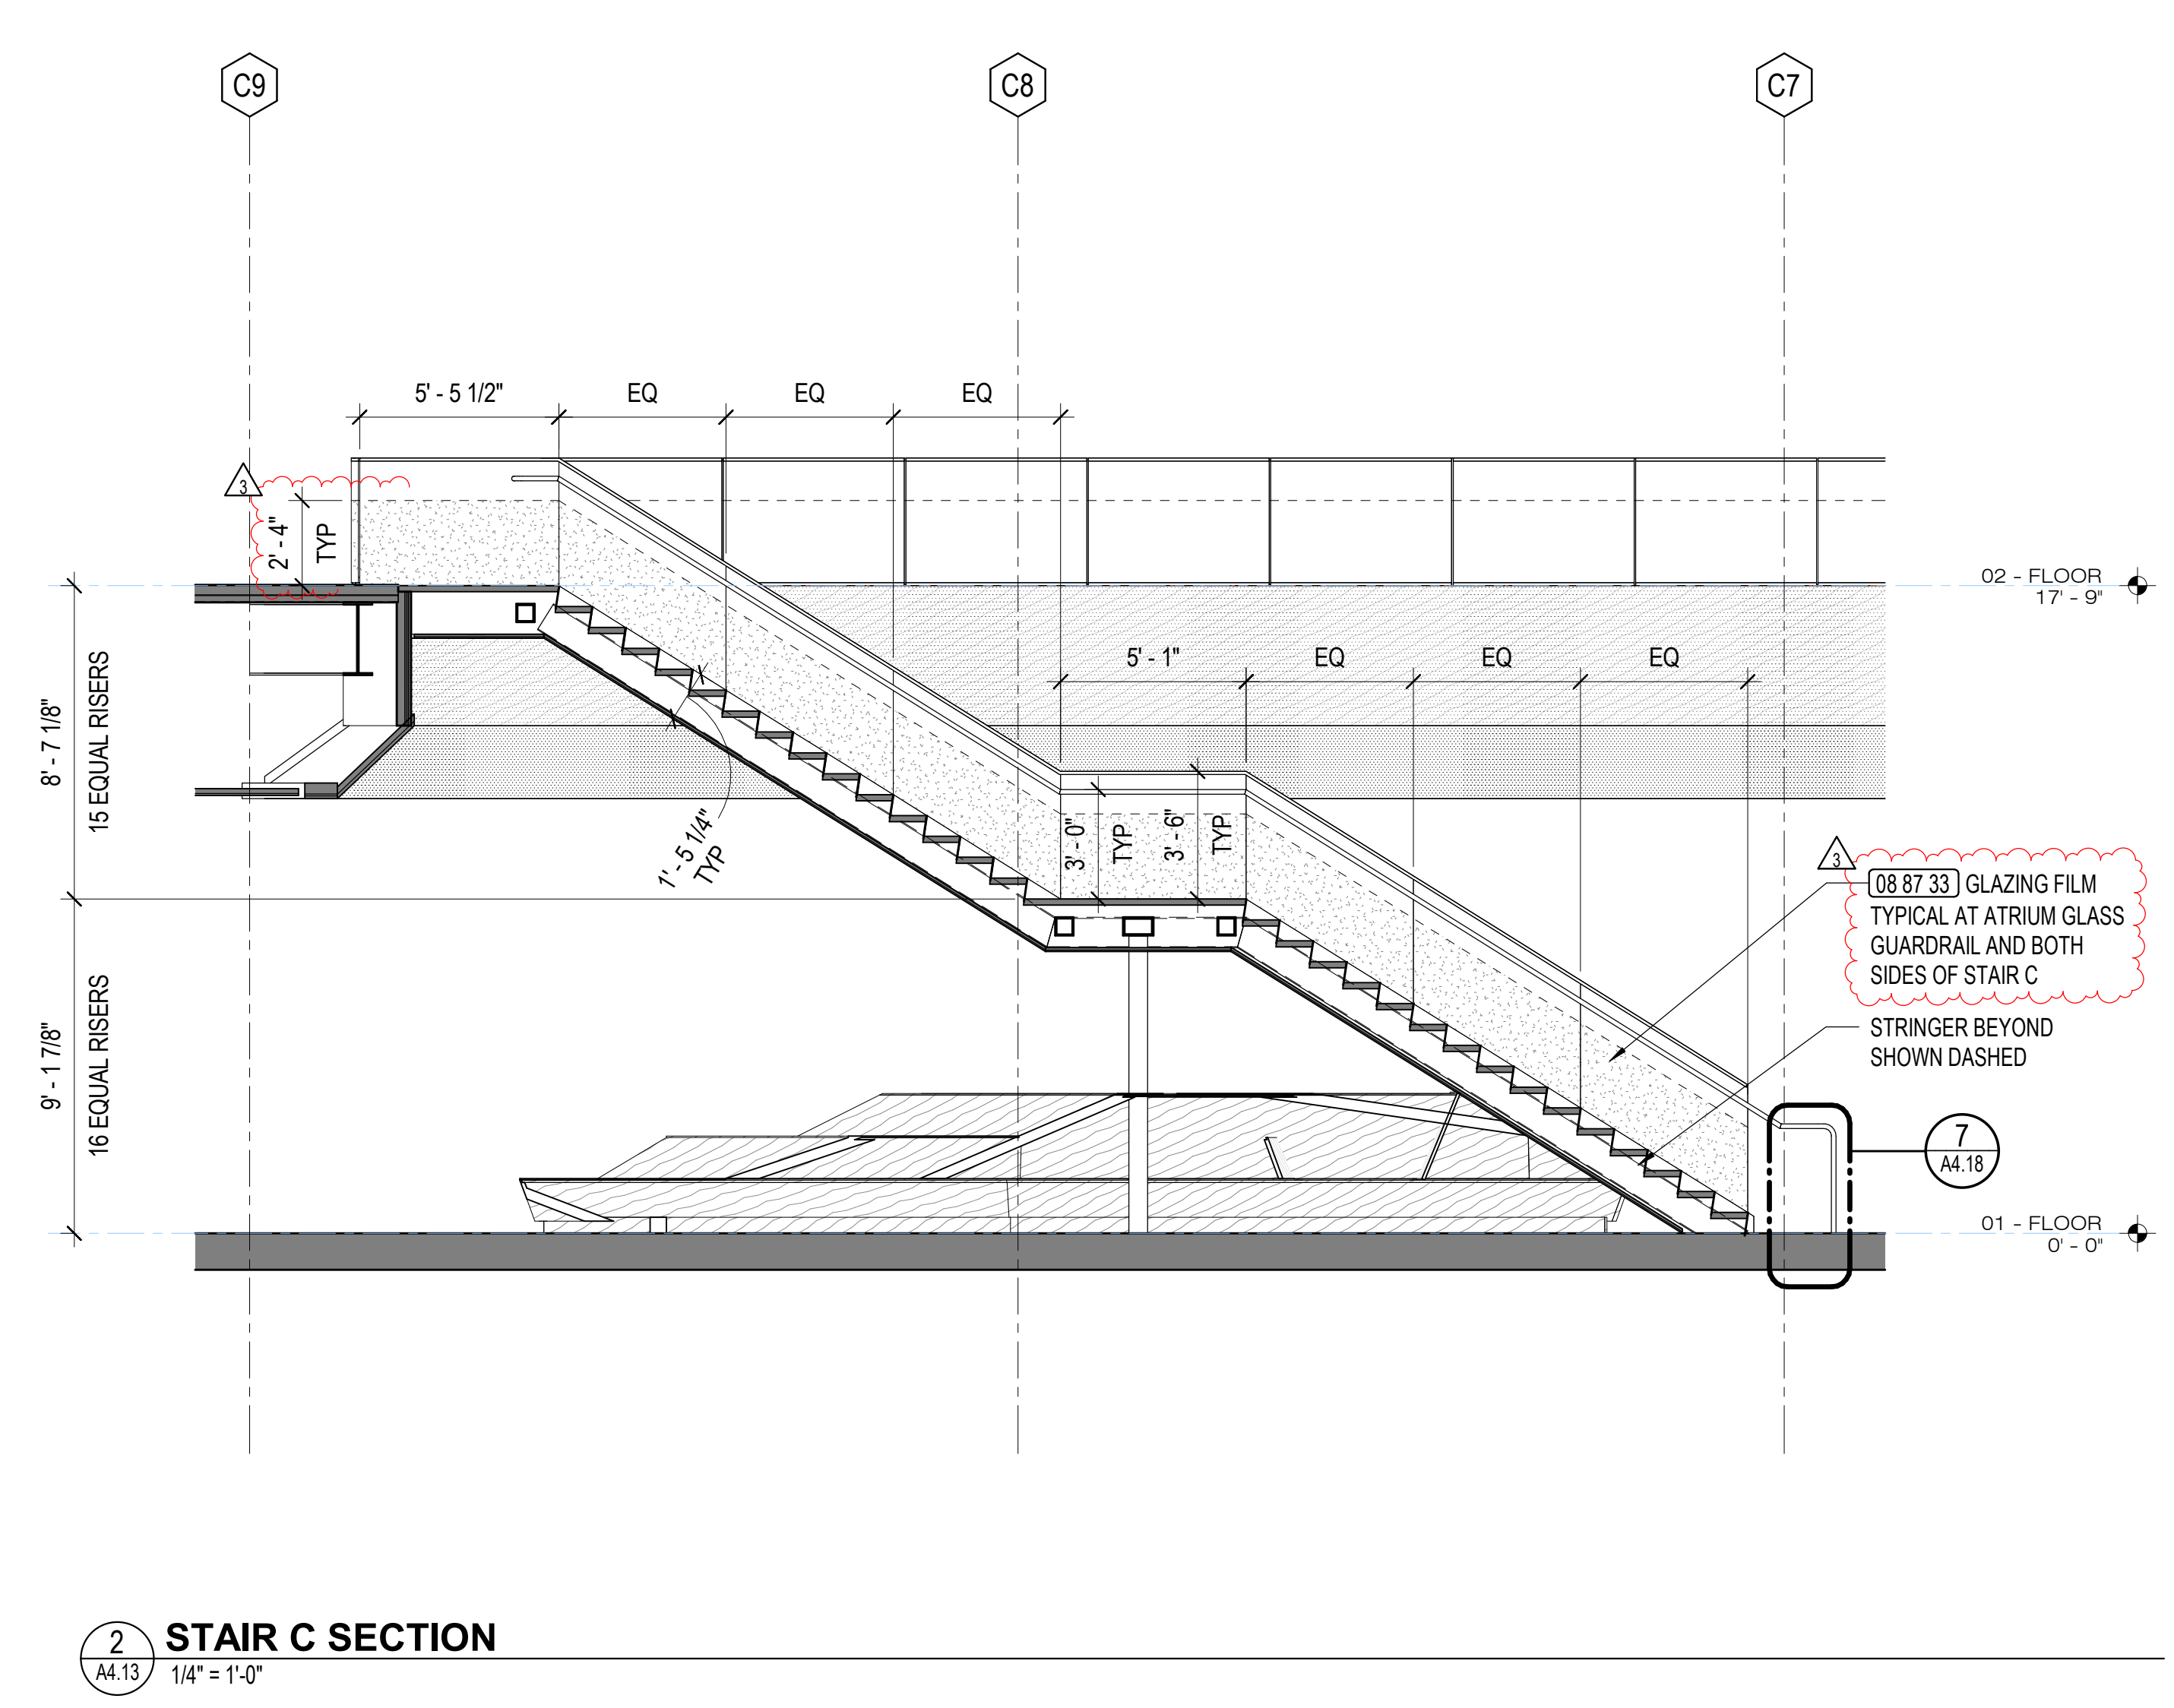 C9
C8
C7
5' - 5 1/2"
EQ
EQ
EQ
3
2' - 4"
TYP
02 - FLOOR
17' - 9"
5' - 1"
EQ
EQ
EQ
8' - 7 1/8"
15 EQUAL RISERS
1' - 5 1/4"
TYP
3' - 0"
TYP
3' - 6"
TYP
3
08 87 33 GLAZING FILM
TYPICAL AT ATRIUM GLASS
GUARDRAIL AND BOTH
SIDES OF STAIR C
STRINGER BEYOND
SHOWN DASHED
9' - 1 7/8"
16 EQUAL RISERS
7
A4.18
01 - FLOOR
0' - 0"
2
A4.13
STAIR C SECTION
1/4" = 1'-0"